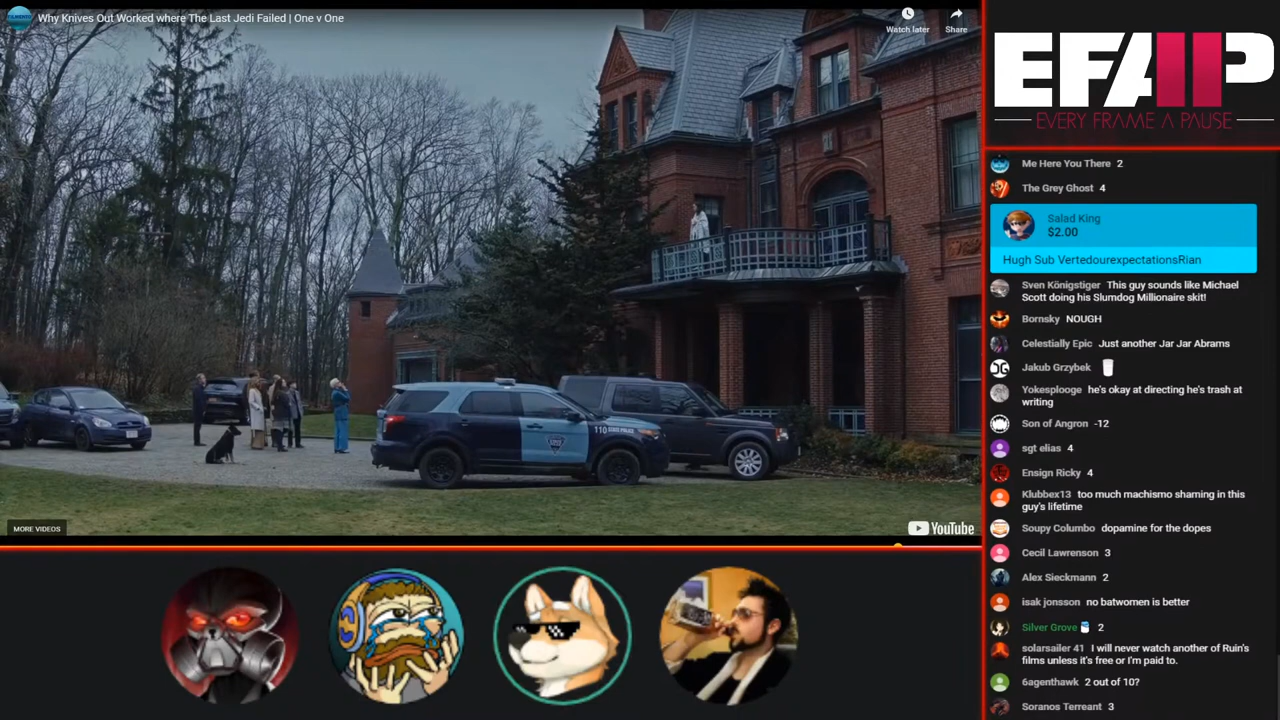 Why Knives Out Worked where The Last Jedi Failed | One v One
Watch later
Share
110 STATE POLICE
MORE VIDEOS
YouTube
EFAP
EVERY FRAME A PAUSE
Me Here You There 2
The Grey Ghost 4
Salad King
$2.00
Hugh Sub VertedourexpectationsRian
Sven Königstiger This guy sounds like Michael
Scott doing his Slumdog Millionaire skit!
Bornsky NOUGH
Celestially Epic Just another Jar Jar Abrams
Jakub Grzybek
Yokesplooge he's okay at directing he's trash at
writing
Son of Angron -12
sgt elias 4
Ensign Ricky 4
Klubbex13 too much machismo shaming in this
guy's lifetime
Soupy Columbo dopamine for the dopes
Cecil Lawrenson 3
Alex Sieckmann 2
isak jonsson no batwomen is better
Silver Grove 2
solarsailer 41 I will never watch another of Ruin's
films unless it's free or I'm paid to.
6agenthawk 2 out of 10?
Soranos Terreant 3